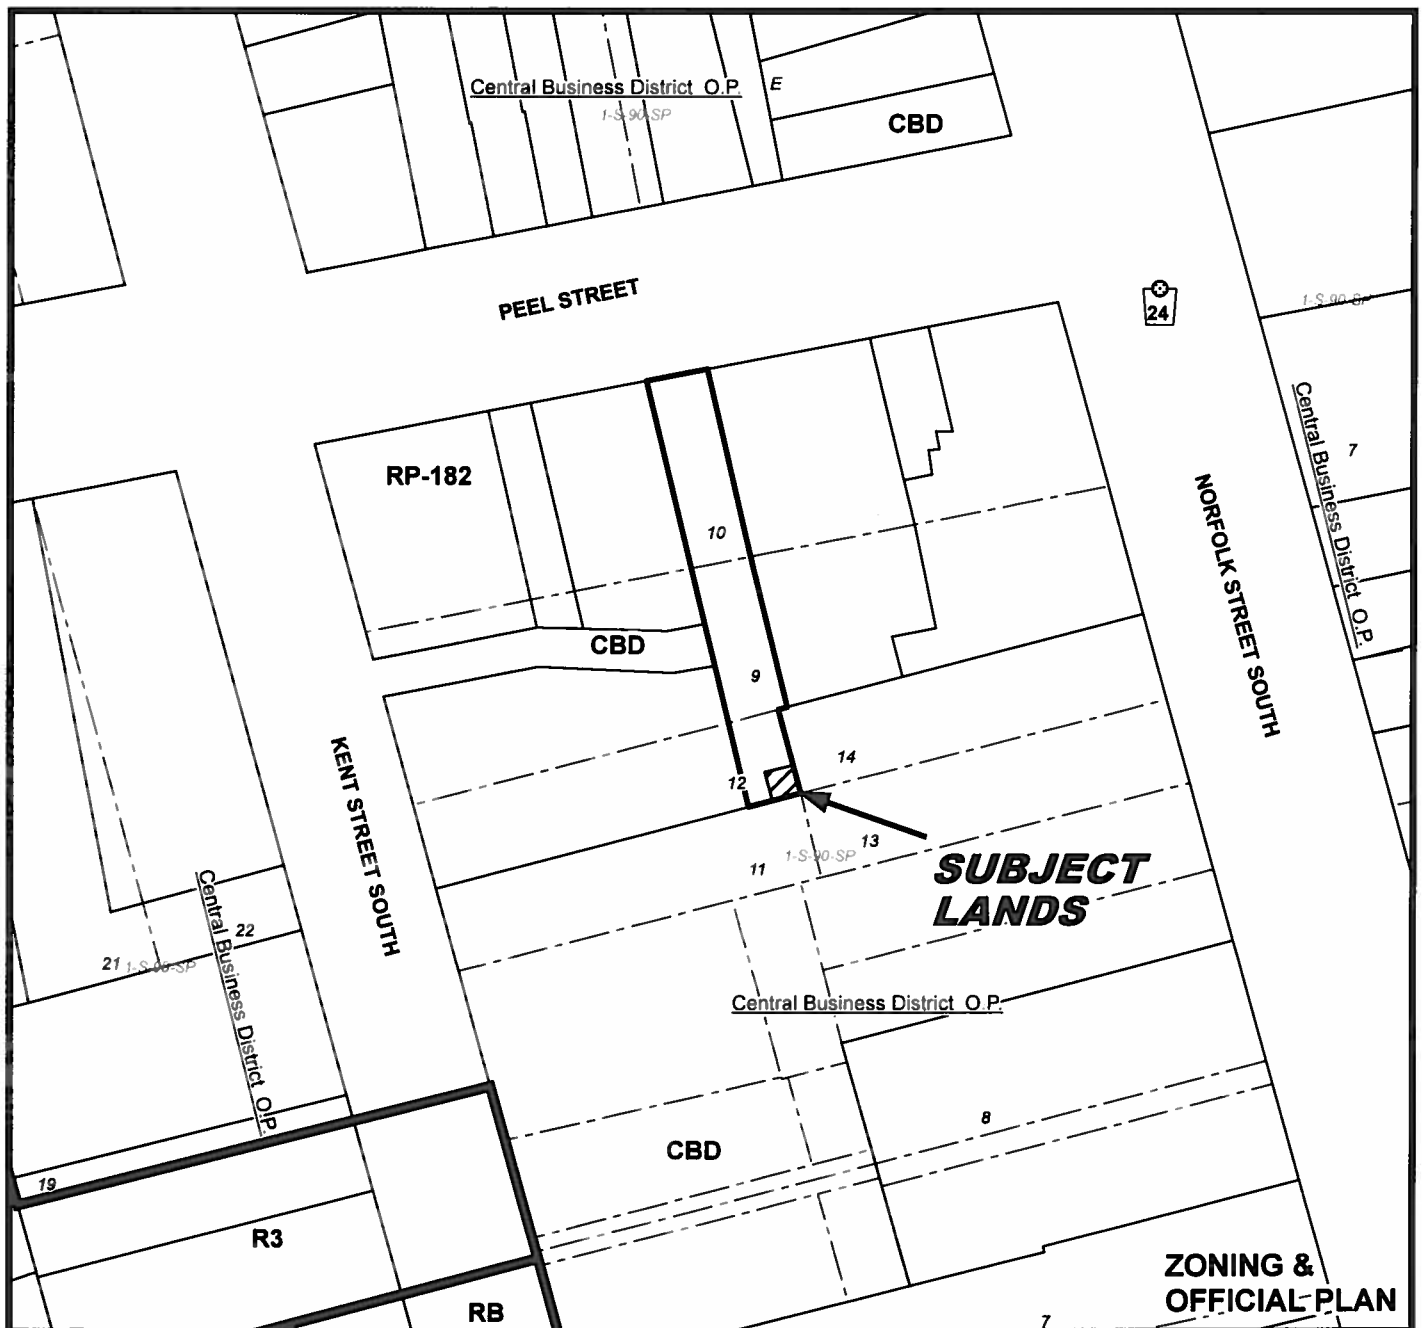 Central Business District O.P.
E
1-S-90-SP
CBD
PEEL STREET
24
1-S-90-SP
Central Business District O.P.
7
RP-182
10
NORFOLK STREET SOUTH
CBD
9
KENT STREET SOUTH
14
12
13
1-S-90-SP
11
SUBJECT
LANDS
Central Business District O.P.
22
21
1-S-90-SP
Central Business District O.P.
8
CBD
19
R3
ZONING &
OFFICIAL PLAN
RB
7